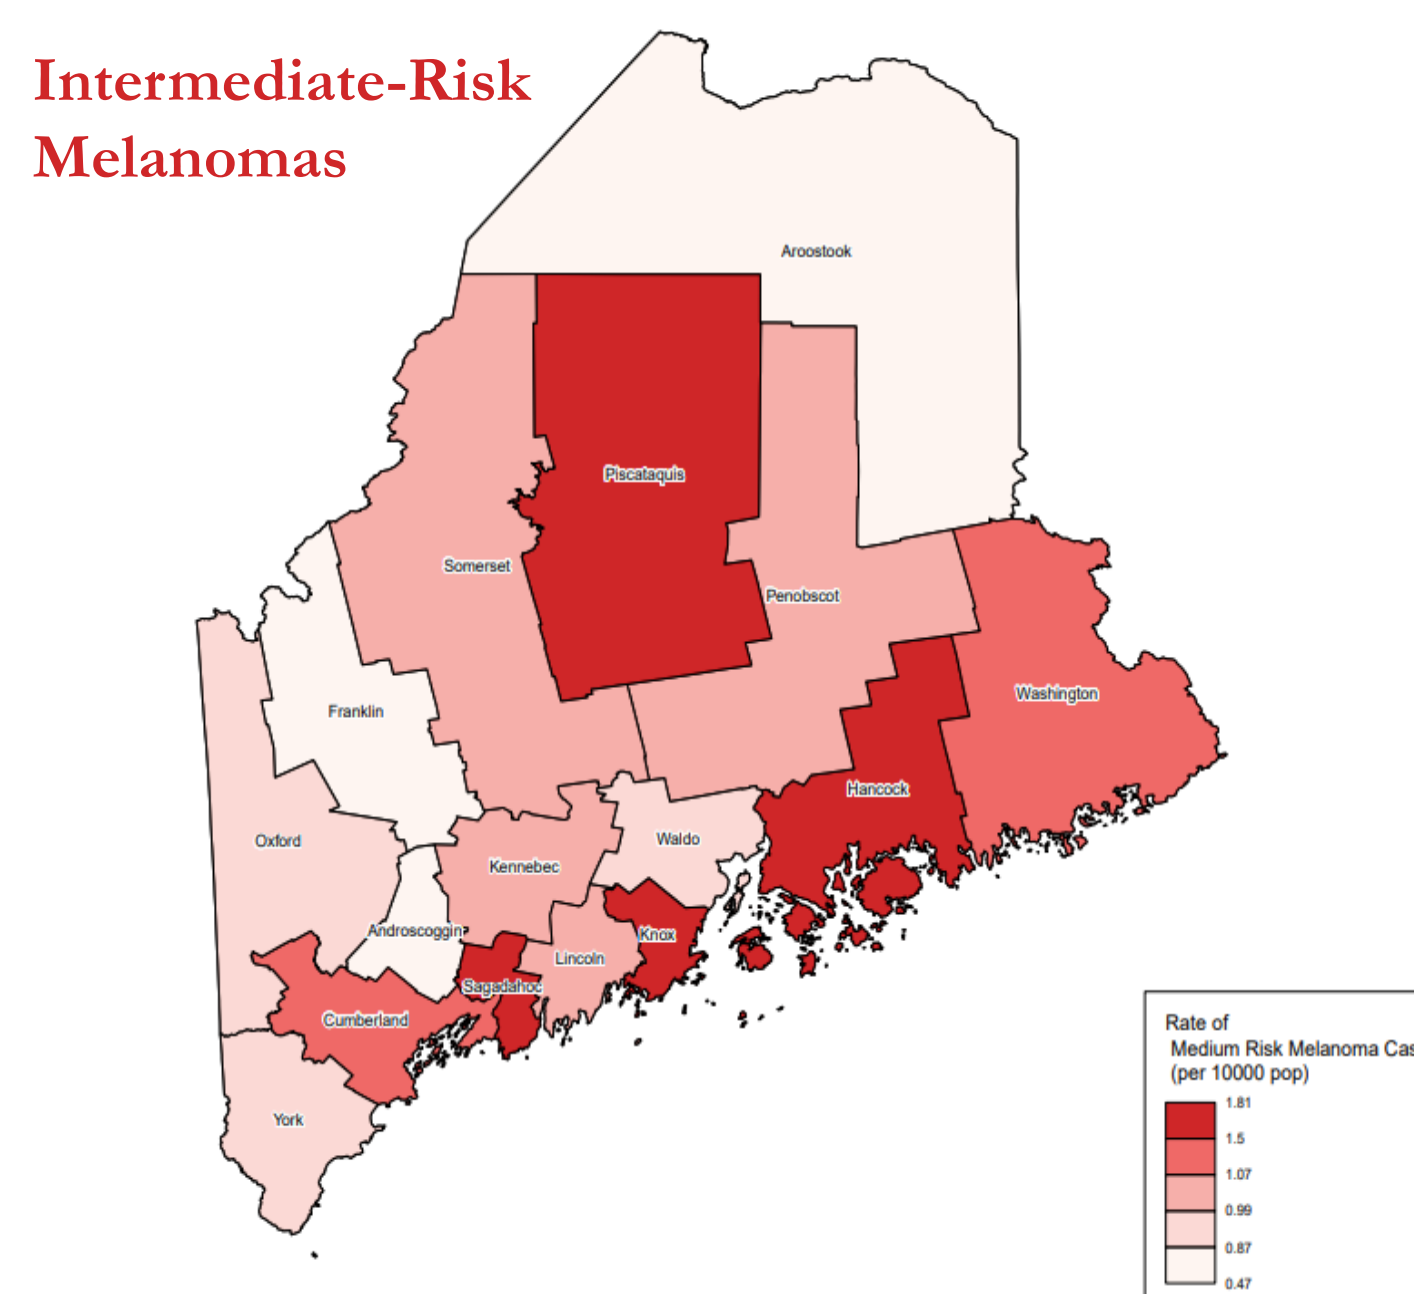 Intermediate-Risk
Melanomas
Aroostook
Piscataquis
Somerset
Penobscot
Washington
Franklin
Hancock
Oxford
Waldo
Kennebec
Androscoggin
Knox
Lincoln
Sagadahoc
Cumberland
York
Rate of
Medium Risk Melanoma Cas
(per 10000 pop)
1.81
1.5
1.07
0.99
0.87
0.47